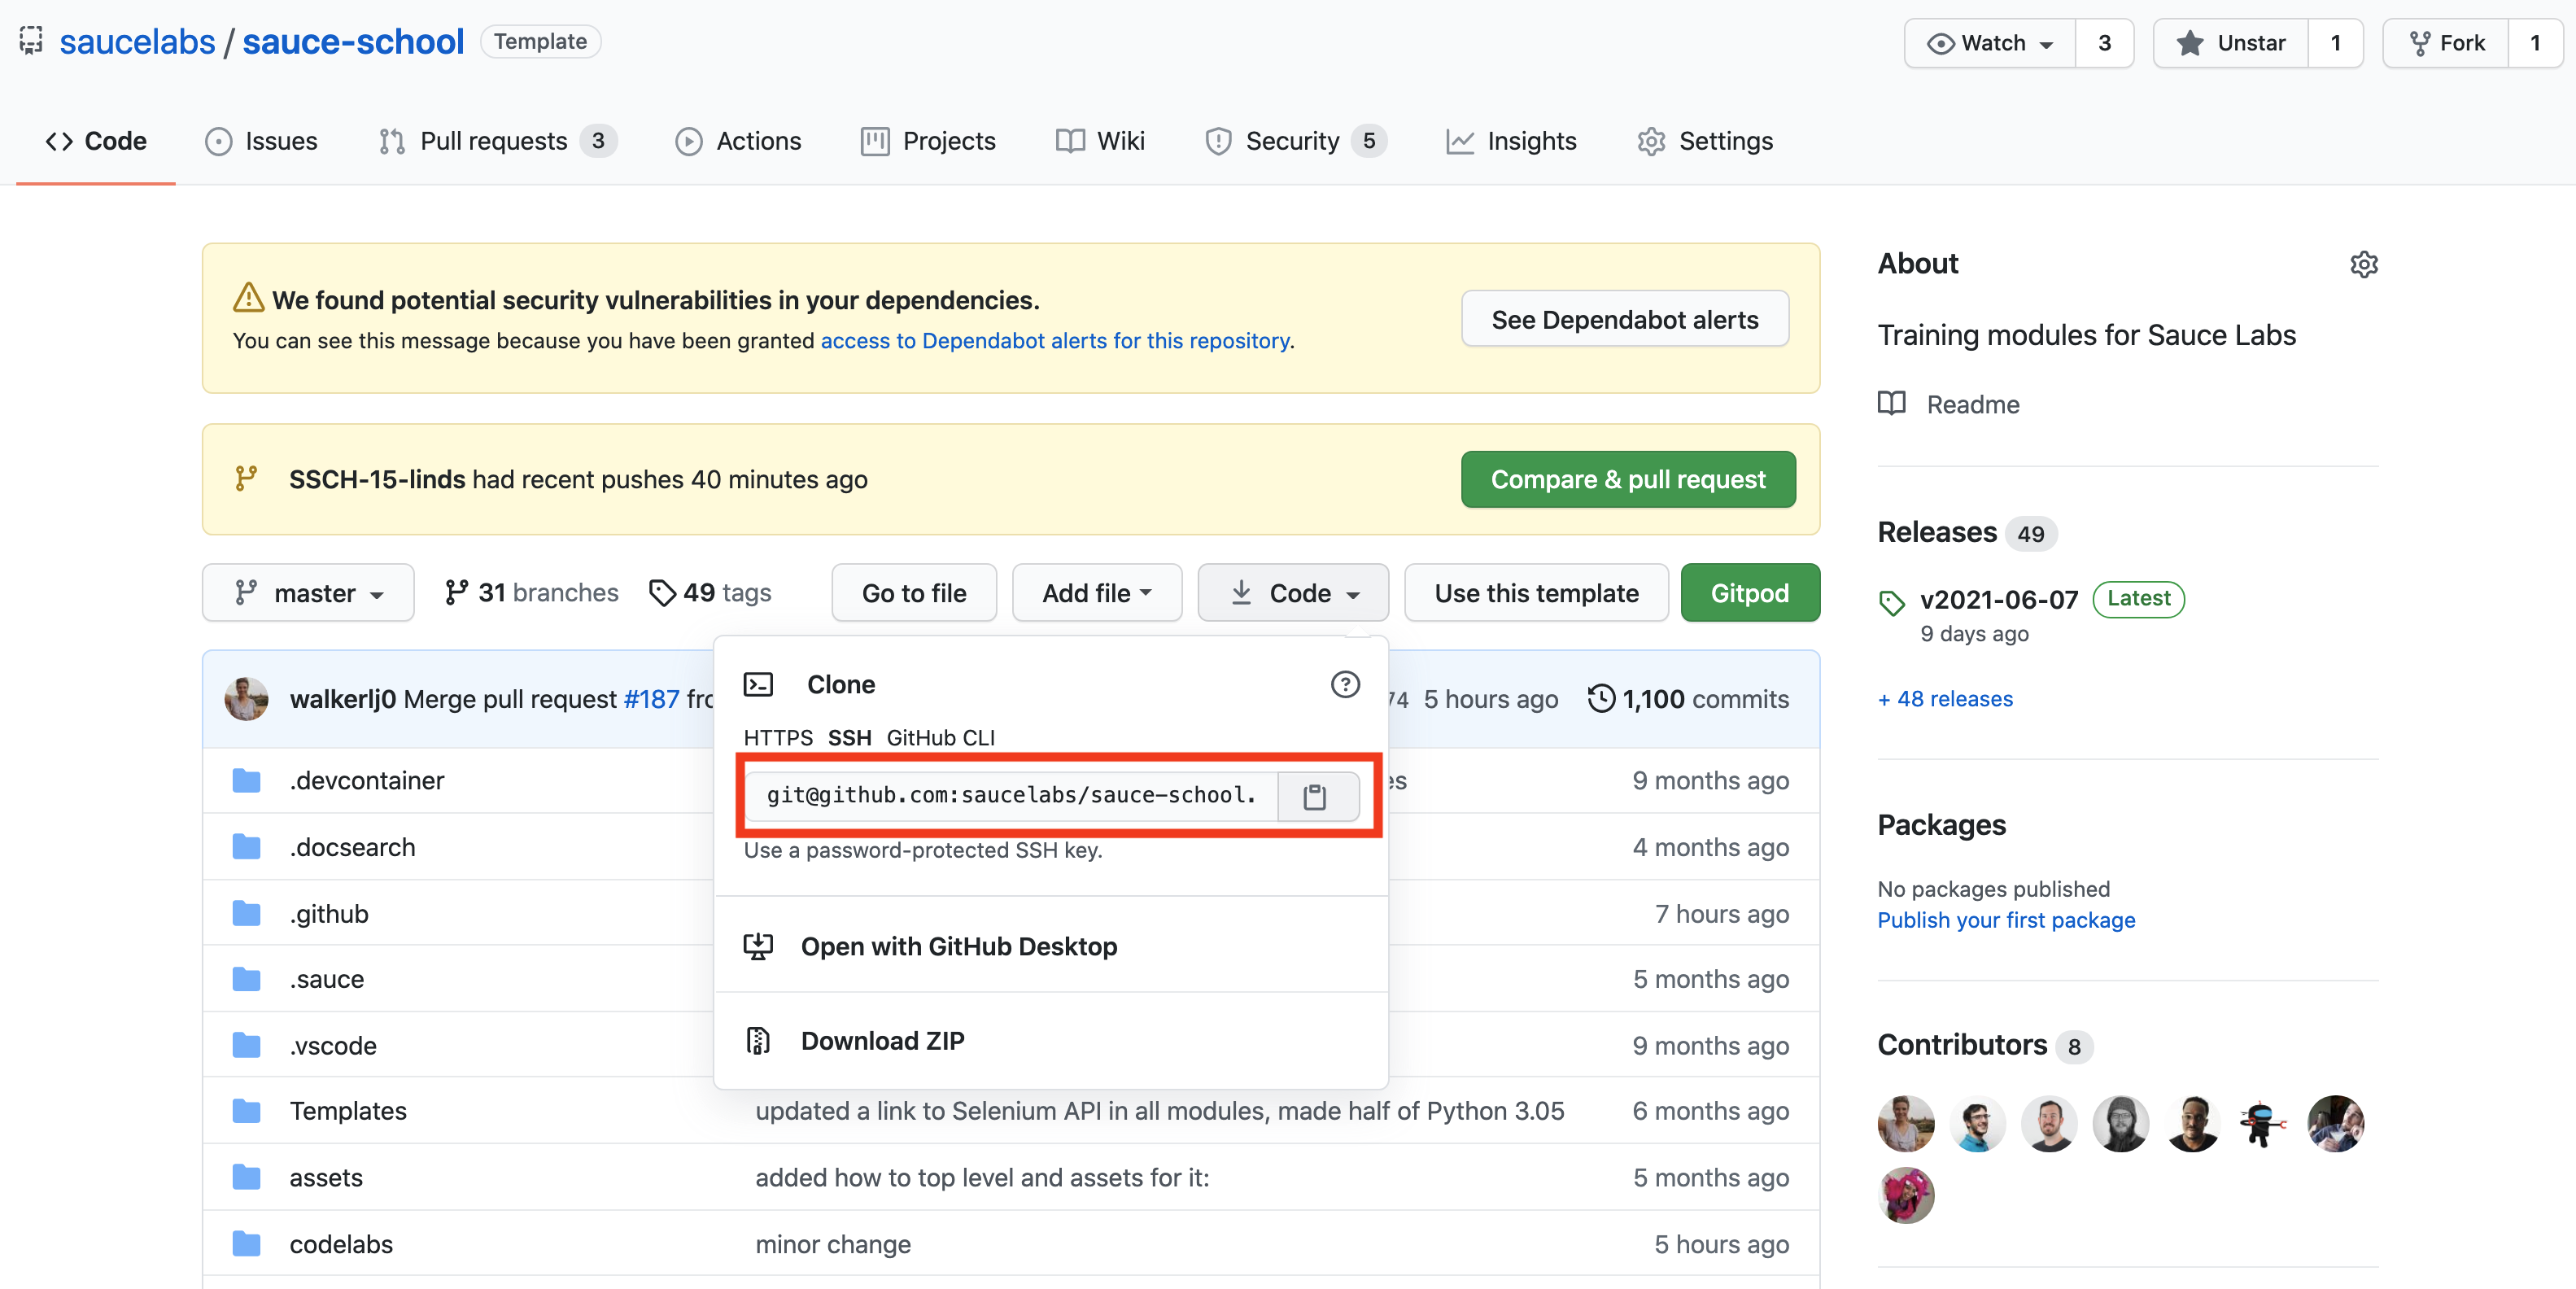 saucelabs / sauce-school Template
Watch 3 Unstar 1 Fork 1
Code Issues Pull requests 3 Actions Projects Wiki Security 5 Insights Settings
We found potential security vulnerabilities in your dependencies.
You can see this message because you have been granted access to Dependabot alerts for this repository.
See Dependabot alerts
SSCH-15-linds had recent pushes 40 minutes ago
Compare & pull request
master 31 branches 49 tags Go to file Add file Code Use this template Gitpod
walkerlj0 Merge pull request #187 74 5 hours ago 1,100 commits
Clone
HTTPS SSH GitHub CLI
git@github.com:saucelabs/sauce-school.
Use a password-protected SSH key.
Open with GitHub Desktop
Download ZIP
.devcontainer es 9 months ago
.docsearch 4 months ago
.github 7 hours ago
.sauce 5 months ago
.vscode 9 months ago
Templates updated a link to Selenium API in all modules, made half of Python 3.05 6 months ago
assets added how to top level and assets for it: 5 months ago
codelabs minor change 5 hours ago
About
Training modules for Sauce Labs
Readme
Releases 49
v2021-06-07 Latest
9 days ago
+ 48 releases
Packages
No packages published
Publish your first package
Contributors 8